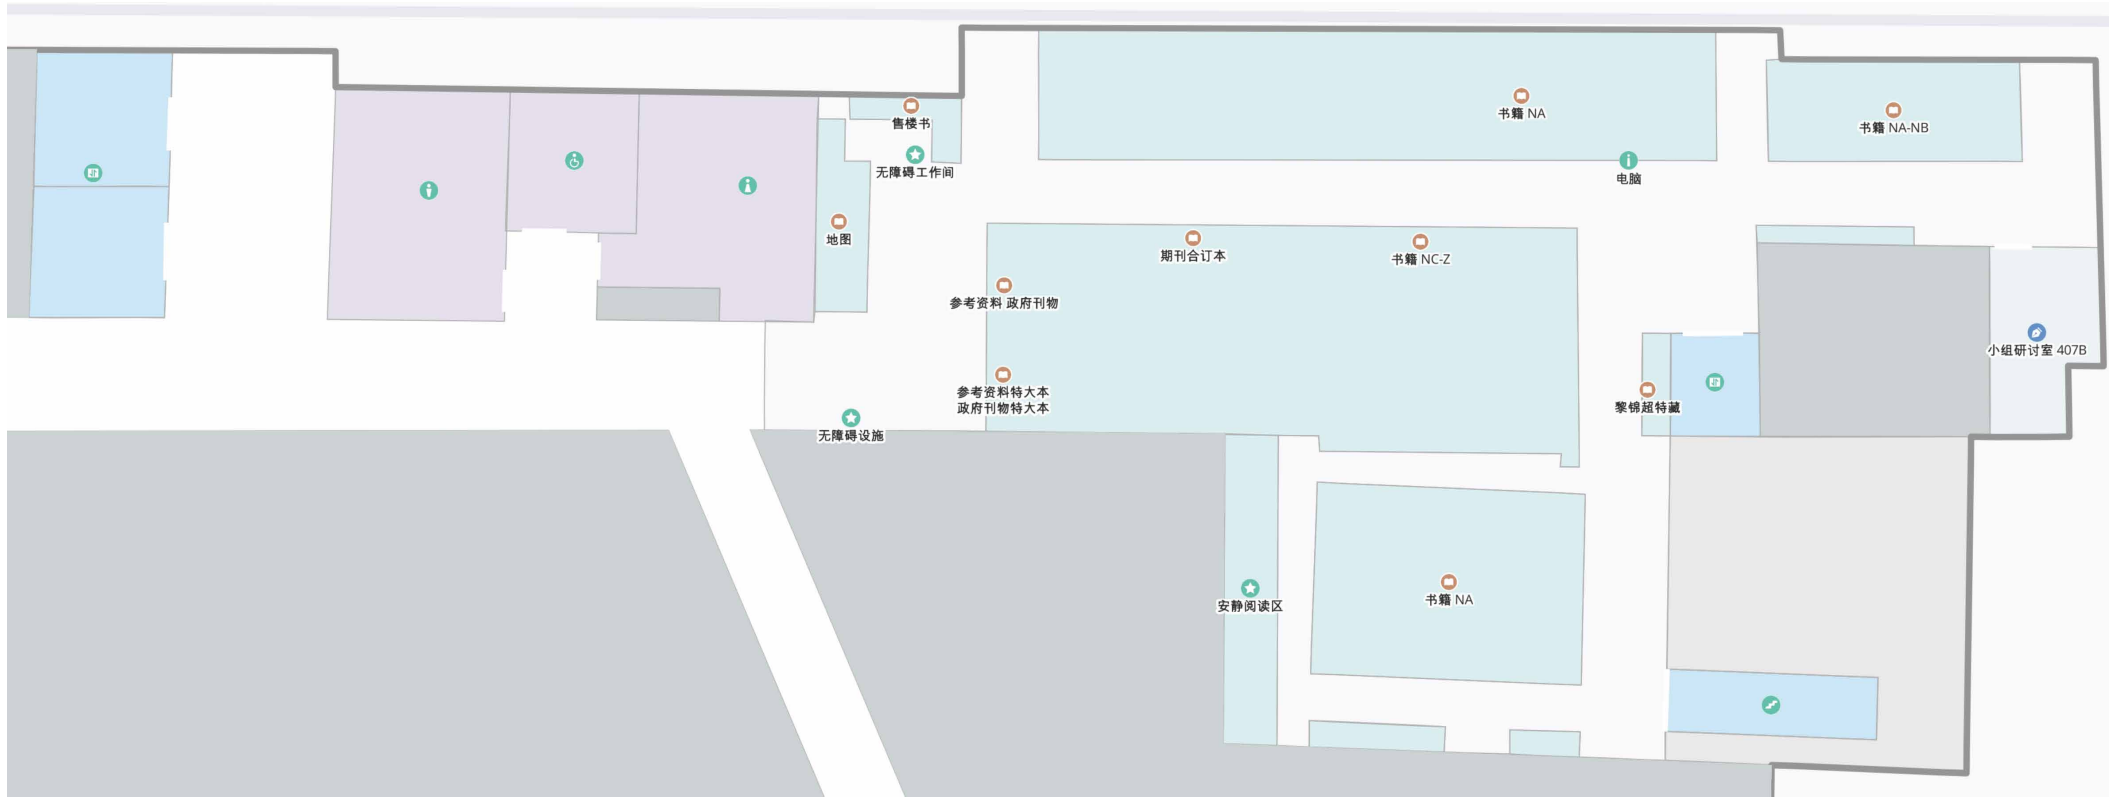 售楼书
无障碍工作间
地图
书籍 NA
电脑
书籍 NA-NB
期刊合订本
书籍 NC-Z
参考资料 政府刊物
参考资料特大本
政府刊物特大本
无障碍设施
黎锦超特藏
小组研讨室 407B
安静阅读区
书籍 NA